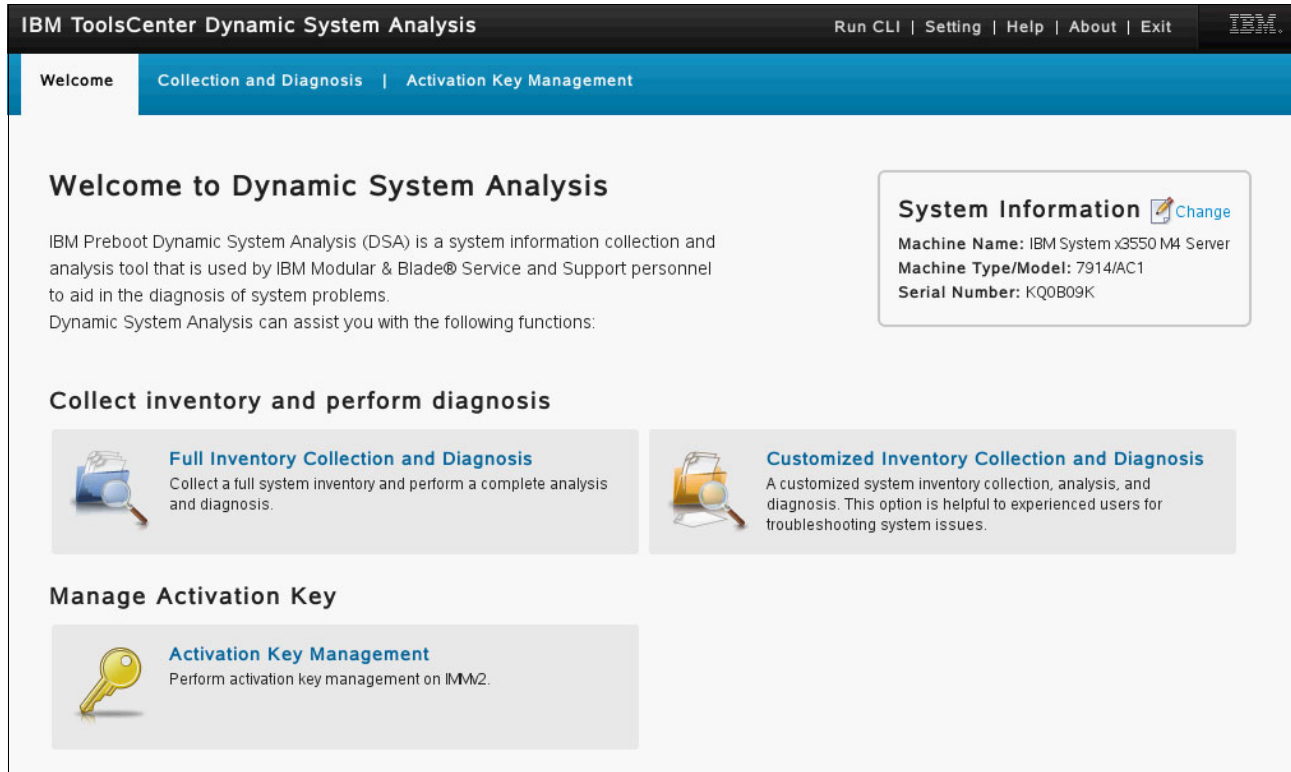 IBM ToolsCenter Dynamic System Analysis
Run CLI | Setting | Help | About | Exit
IBM.
Welcome
Collection and Diagnosis | Activation Key Management
Welcome to Dynamic System Analysis
IBM Preboot Dynamic System Analysis (DSA) is a system information collection and
analysis tool that is used by IBM Modular & Blade® Service and Support personnel
to aid in the diagnosis of system problems.
Dynamic System Analysis can assist you with the following functions:
System Information Change
Machine Name: IBM System x3550 M4 Server
Machine Type/Model: 7914/AC1
Serial Number: KQ0B09K
Collect inventory and perform diagnosis
Full Inventory Collection and Diagnosis
Collect a full system inventory and perform a complete analysis
and diagnosis.
Customized Inventory Collection and Diagnosis
A customized system inventory collection, analysis, and
diagnosis. This option is helpful to experienced users for
troubleshooting system issues.
Manage Activation Key
Activation Key Management
Perform activation key management on IMMv2.